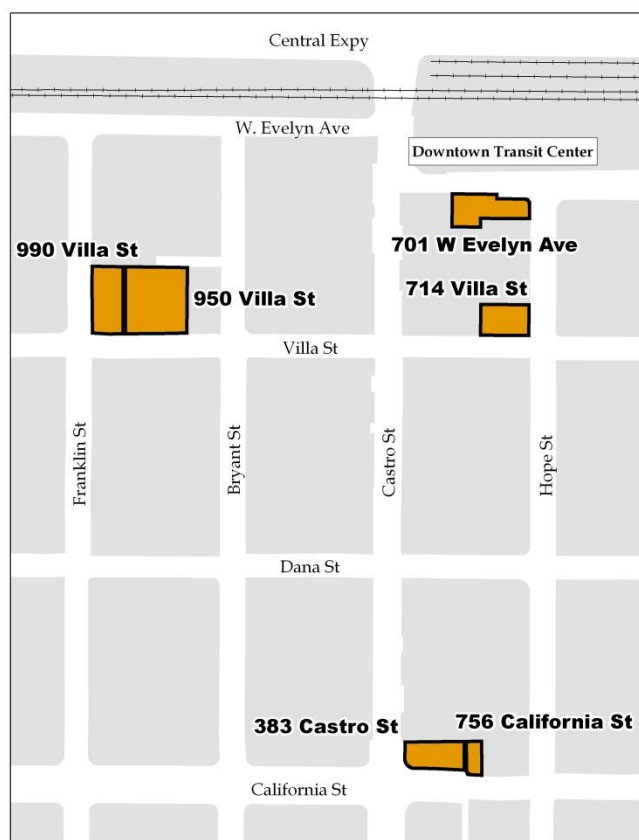 Central Expy
W. Evelyn Ave
Downtown Transit Center
990 Villa St
701 W Evelyn Ave
714 Villa St
950 Villa St
Villa St
Franklin St
Bryant St
Castro St
Hope St
Dana St
383 Castro St
756 California St
California St